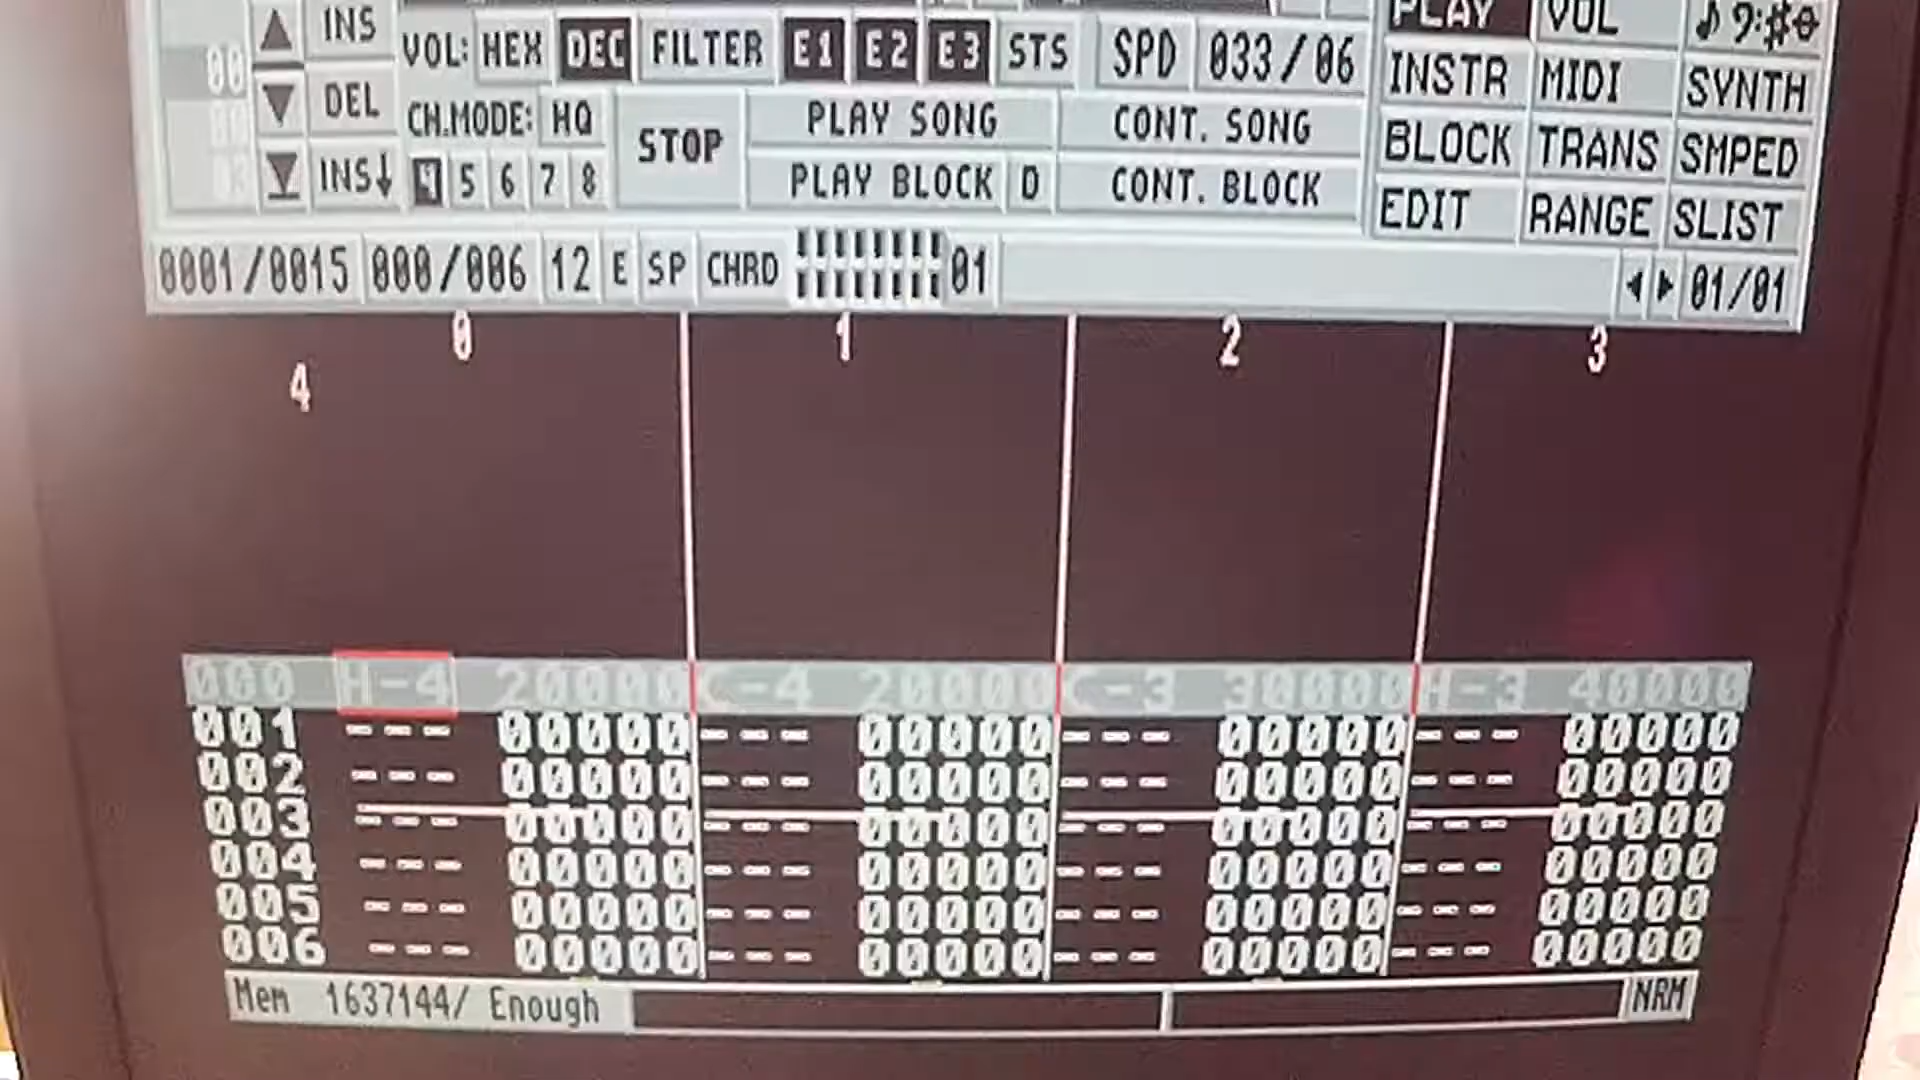 PLAY VOL
INS VOL: HEX DEC FILTER E1 E2 E3 STS SPD 033/06 INSTR MIDI SYNTH
00 DEL CH.MODE: HQ STOP PLAY SONG CONT. SONG BLOCK TRANS SMPED
INS↓ 4 5 6 7 8 PLAY BLOCK D CONT. BLOCK EDIT RANGE SLIST
0001/0015 000/006 12 E SP CHRD 01 01/01
0 1 2 3
4
000 H-4 20000 C-4 20000 C-3 30000 H-3 40000
001 --- 00000 --- 00000 --- 00000 --- 00000
002 --- 00000 --- 00000 --- 00000 --- 00000
003 --- 00000 --- 00000 --- 00000 --- 00000
004 --- 00000 --- 00000 --- 00000 --- 00000
005 --- 00000 --- 00000 --- 00000 --- 00000
006 --- 00000 --- 00000 --- 00000 --- 00000
Mem 1637144/ Enough NRM